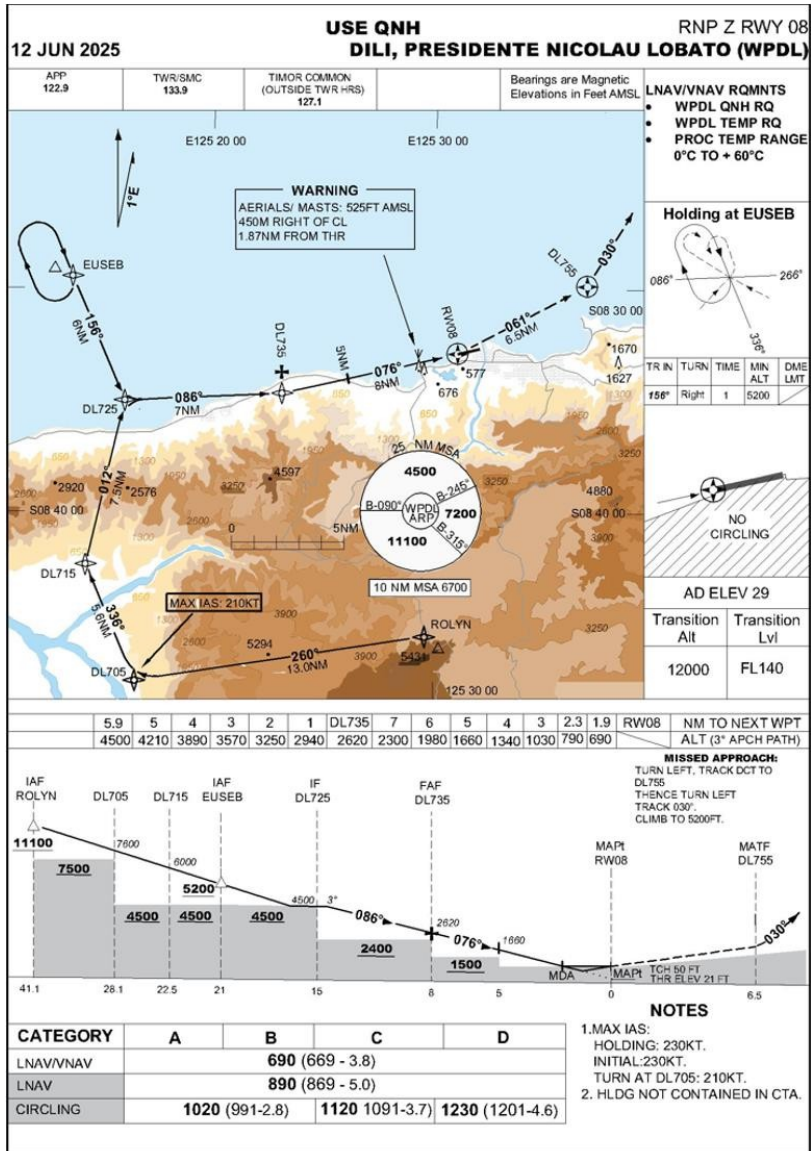 USE QNH
RNP Z RWY 08
12 JUN 2025
DILI, PRESIDENTE NICOLAU LOBATO (WPDL)
APP
122.9
TWR/SMC
133.9
TIMOR COMMON
(OUTSIDE TWR HRS)
127.1
Bearings are Magnetic
Elevations in Feet AMSL
LNAV/VNAV RQMNTS
• WPDL QNH RQ
• WPDL TEMP RQ
• PROC TEMP RANGE
0°C TO + 60°C
E125 20 00
E125 30 00
1°E
WARNING
AERIALS/ MASTS: 525FT AMSL
450M RIGHT OF CL
1.87NM FROM THR
EUSEB
156°
6NM
DL725
086°
7NM
DL735
5NM
076°
8NM
RW08
061°
6.5NM
DL755
030°
S08 30 00
1670
1627
577
676
650
1300
1950
2600
3250
3900
2920
2576
4597
4880
S08 40 00
S08 40 00
012°
7.5NM
DL715
336°
5.6NM
DL705
MAX IAS: 210KT
260°
13.0NM
5294
5431
ROLYN
125 30 00
0 5NM
25 NM MSA
4500
B-245°
B-090°
WPDL
ARP
7200
11100
B-315°
10 NM MSA 6700
Holding at EUSEB
086°
266°
336°
TR IN TURN TIME MIN ALT DME LMT
156° Right 1 5200
NO
CIRCLING
AD ELEV 29
Transition Alt Transition Lvl
12000 FL140
5.9 5 4 3 2 1 DL735 7 6 5 4 3 2.3 1.9 RW08 NM TO NEXT WPT
4500 4210 3890 3570 3250 2940 2620 2300 1980 1660 1340 1030 790 690 ALT (3° APCH PATH)
MISSED APPROACH:
TURN LEFT, TRACK DCT TO
DL755
THENCE TURN LEFT
TRACK 030°.
CLIMB TO 5200FT.
IAF
ROLYN
DL705
DL715
IAF
EUSEB
IF
DL725
FAF
DL735
MAPt
RW08
MATF
DL755
11100
7600
6000
5200
4500
3°
086°
2620
076°
1660
030°
7500
4500
4500
4500
2400
1500
MDA
MAPt
TCH 50 FT
THR ELEV 21 FT
41.1 28.1 22.5 21 15 8 5 0 6.5
CATEGORY A B C D
LNAV/VNAV 690 (669 - 3.8)
LNAV 890 (869 - 5.0)
CIRCLING 1020 (991-2.8) 1120 1091-3.7) 1230 (1201-4.6)
NOTES
1.MAX IAS:
HOLDING: 230KT.
INITIAL:230KT.
TURN AT DL705: 210KT.
2. HLDG NOT CONTAINED IN CTA.